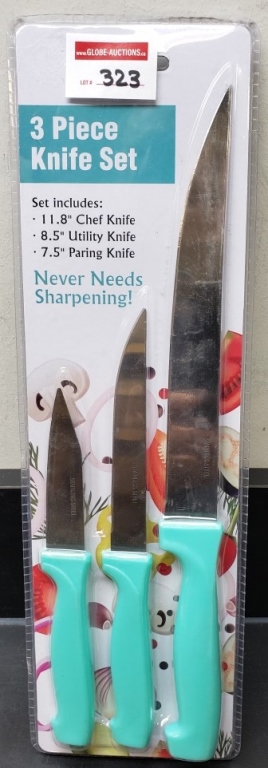 www.GLOBE-AUCTIONS.ca
LOT # 323
3 Piece
Knife Set
Set includes:
· 11.8" Chef Knife
· 8.5" Utility Knife
· 7.5" Paring Knife
Never Needs
Sharpening!